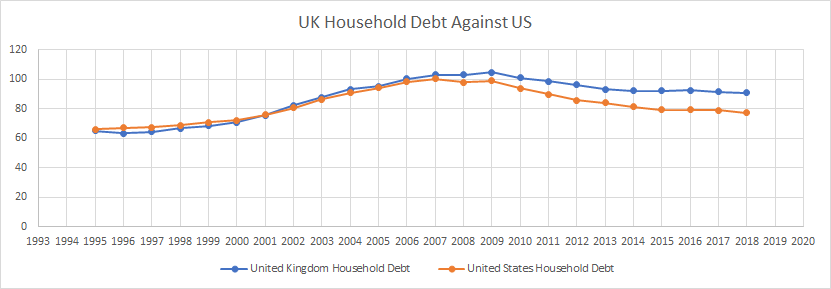 UK Household Debt Against US
120
100
80
60
40
20
0
1993 1994 1995 1996 1997 1998 1999 2000 2001 2002 2003 2004 2005 2006 2007 2008 2009 2010 2011 2012 2013 2014 2015 2016 2017 2018 2019 2020
United Kingdom Household Debt United States Household Debt